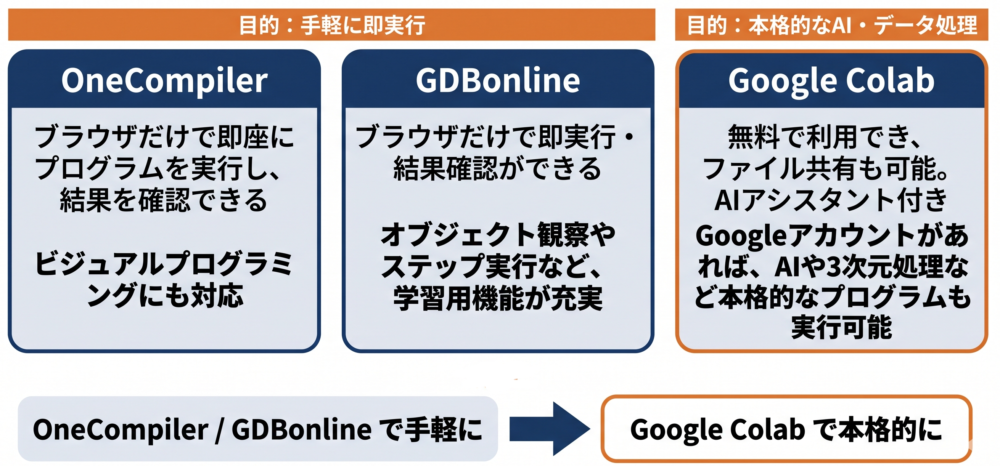 目的：手軽に即実行
目的：本格的なAI・データ処理
OneCompiler
ブラウザだけで即座に
プログラムを実行し、
結果を確認できる
ビジュアルプログラミ
ングにも対応
GDBonline
ブラウザだけで即実行・
結果確認ができる
オブジェクト観察や
ステップ実行など、
学習用機能が充実
Google Colab
無料で利用でき、
ファイル共有も可能。
AIアシスタント付き
Googleアカウントがあ
れば、AIや3次元処理な
ど本格的なプログラムも
実行可能
OneCompiler / GDBonline で手軽に
Google Colab で本格的に